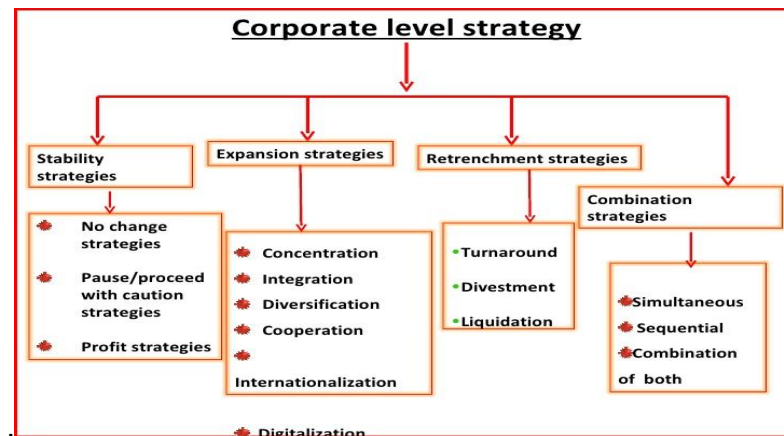 Corporate level strategy
Stability
strategies
Expansion strategies
Retrenchment strategies
Combination
strategies
No change
strategies
Pause/proceed
with caution
strategies
Profit strategies
Concentration
Integration
Diversification
Cooperation
Internationalization
Digitalization
•Turnaround
•Divestment
•Liquidation
Simultaneous
Sequential
Combination
of both